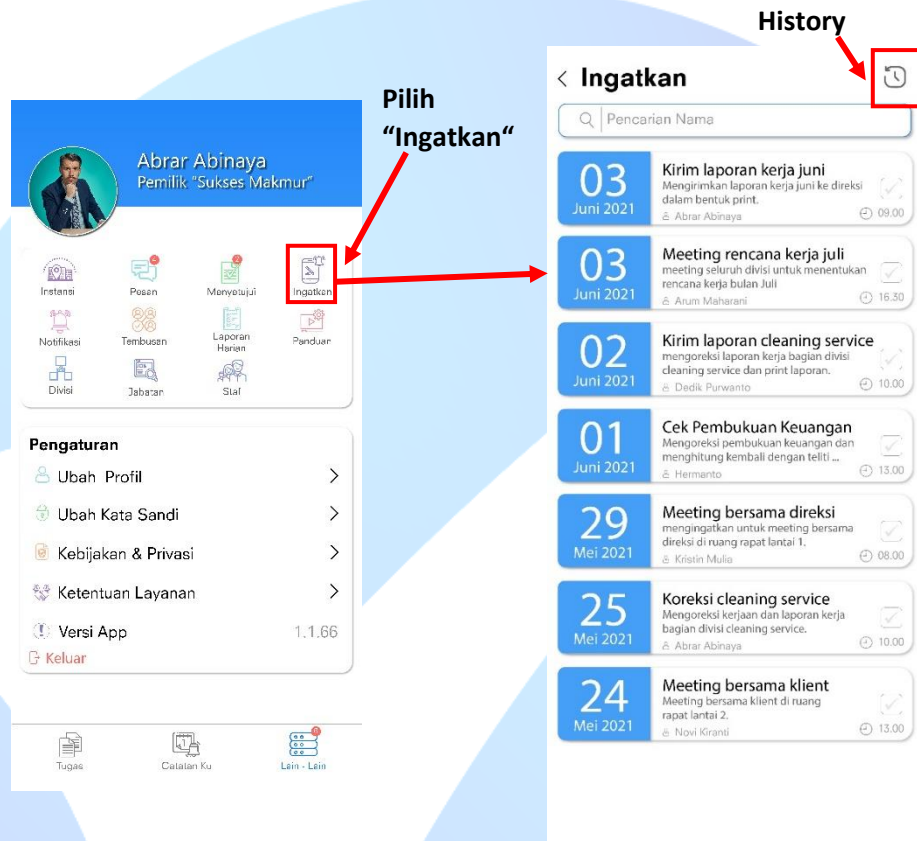 History
Pilih
“Ingatkan“
Abrar Abinaya
Pemilik "Sukses Makmur"
4
2
Instansi
Pesan
Menyetujui
Ingatkan
Notifikasi
Tembusan
Laporan
Harian
Panduan
Divisi
Jabatan
Staf
Pengaturan
Ubah Profil
Ubah Kata Sandi
Kebijakan & Privasi
Ketentuan Layanan
Versi App 1.1.66
Keluar
Tugas
Catatan Ku
Lain - Lain
< Ingatkan
Pencarian Nama
03
Juni 2021
Kirim laporan kerja juni
Mengirimkan laporan kerja juni ke direksi
dalam bentuk print.
Abrar Abinaya
09.00
03
Juni 2021
Meeting rencana kerja juli
meeting seluruh divisi untuk menentukan
rencana kerja bulan Juli
Arum Maharani
16.30
02
Juni 2021
Kirim laporan cleaning service
mengoreksi laporan kerja bagian divisi
cleaning service dan print laporan.
Dedik Purwanto
10.00
01
Juni 2021
Cek Pembukuan Keuangan
Mengoreksi pembukuan keuangan dan
menghitung kembali dengan teliti ...
Hermanto
13.00
29
Mei 2021
Meeting bersama direksi
mengingatkan untuk meeting bersama
direksi di ruang rapat lantai 1.
Kristin Mulia
08.00
25
Mei 2021
Koreksi cleaning service
Mengoreksi kerjaan dan laporan kerja
bagian divisi cleaning service.
Abrar Abinaya
10.00
24
Mei 2021
Meeting bersama klient
Meeting bersama klient di ruang
rapat lantai 2.
Novi Kiranti
13.00